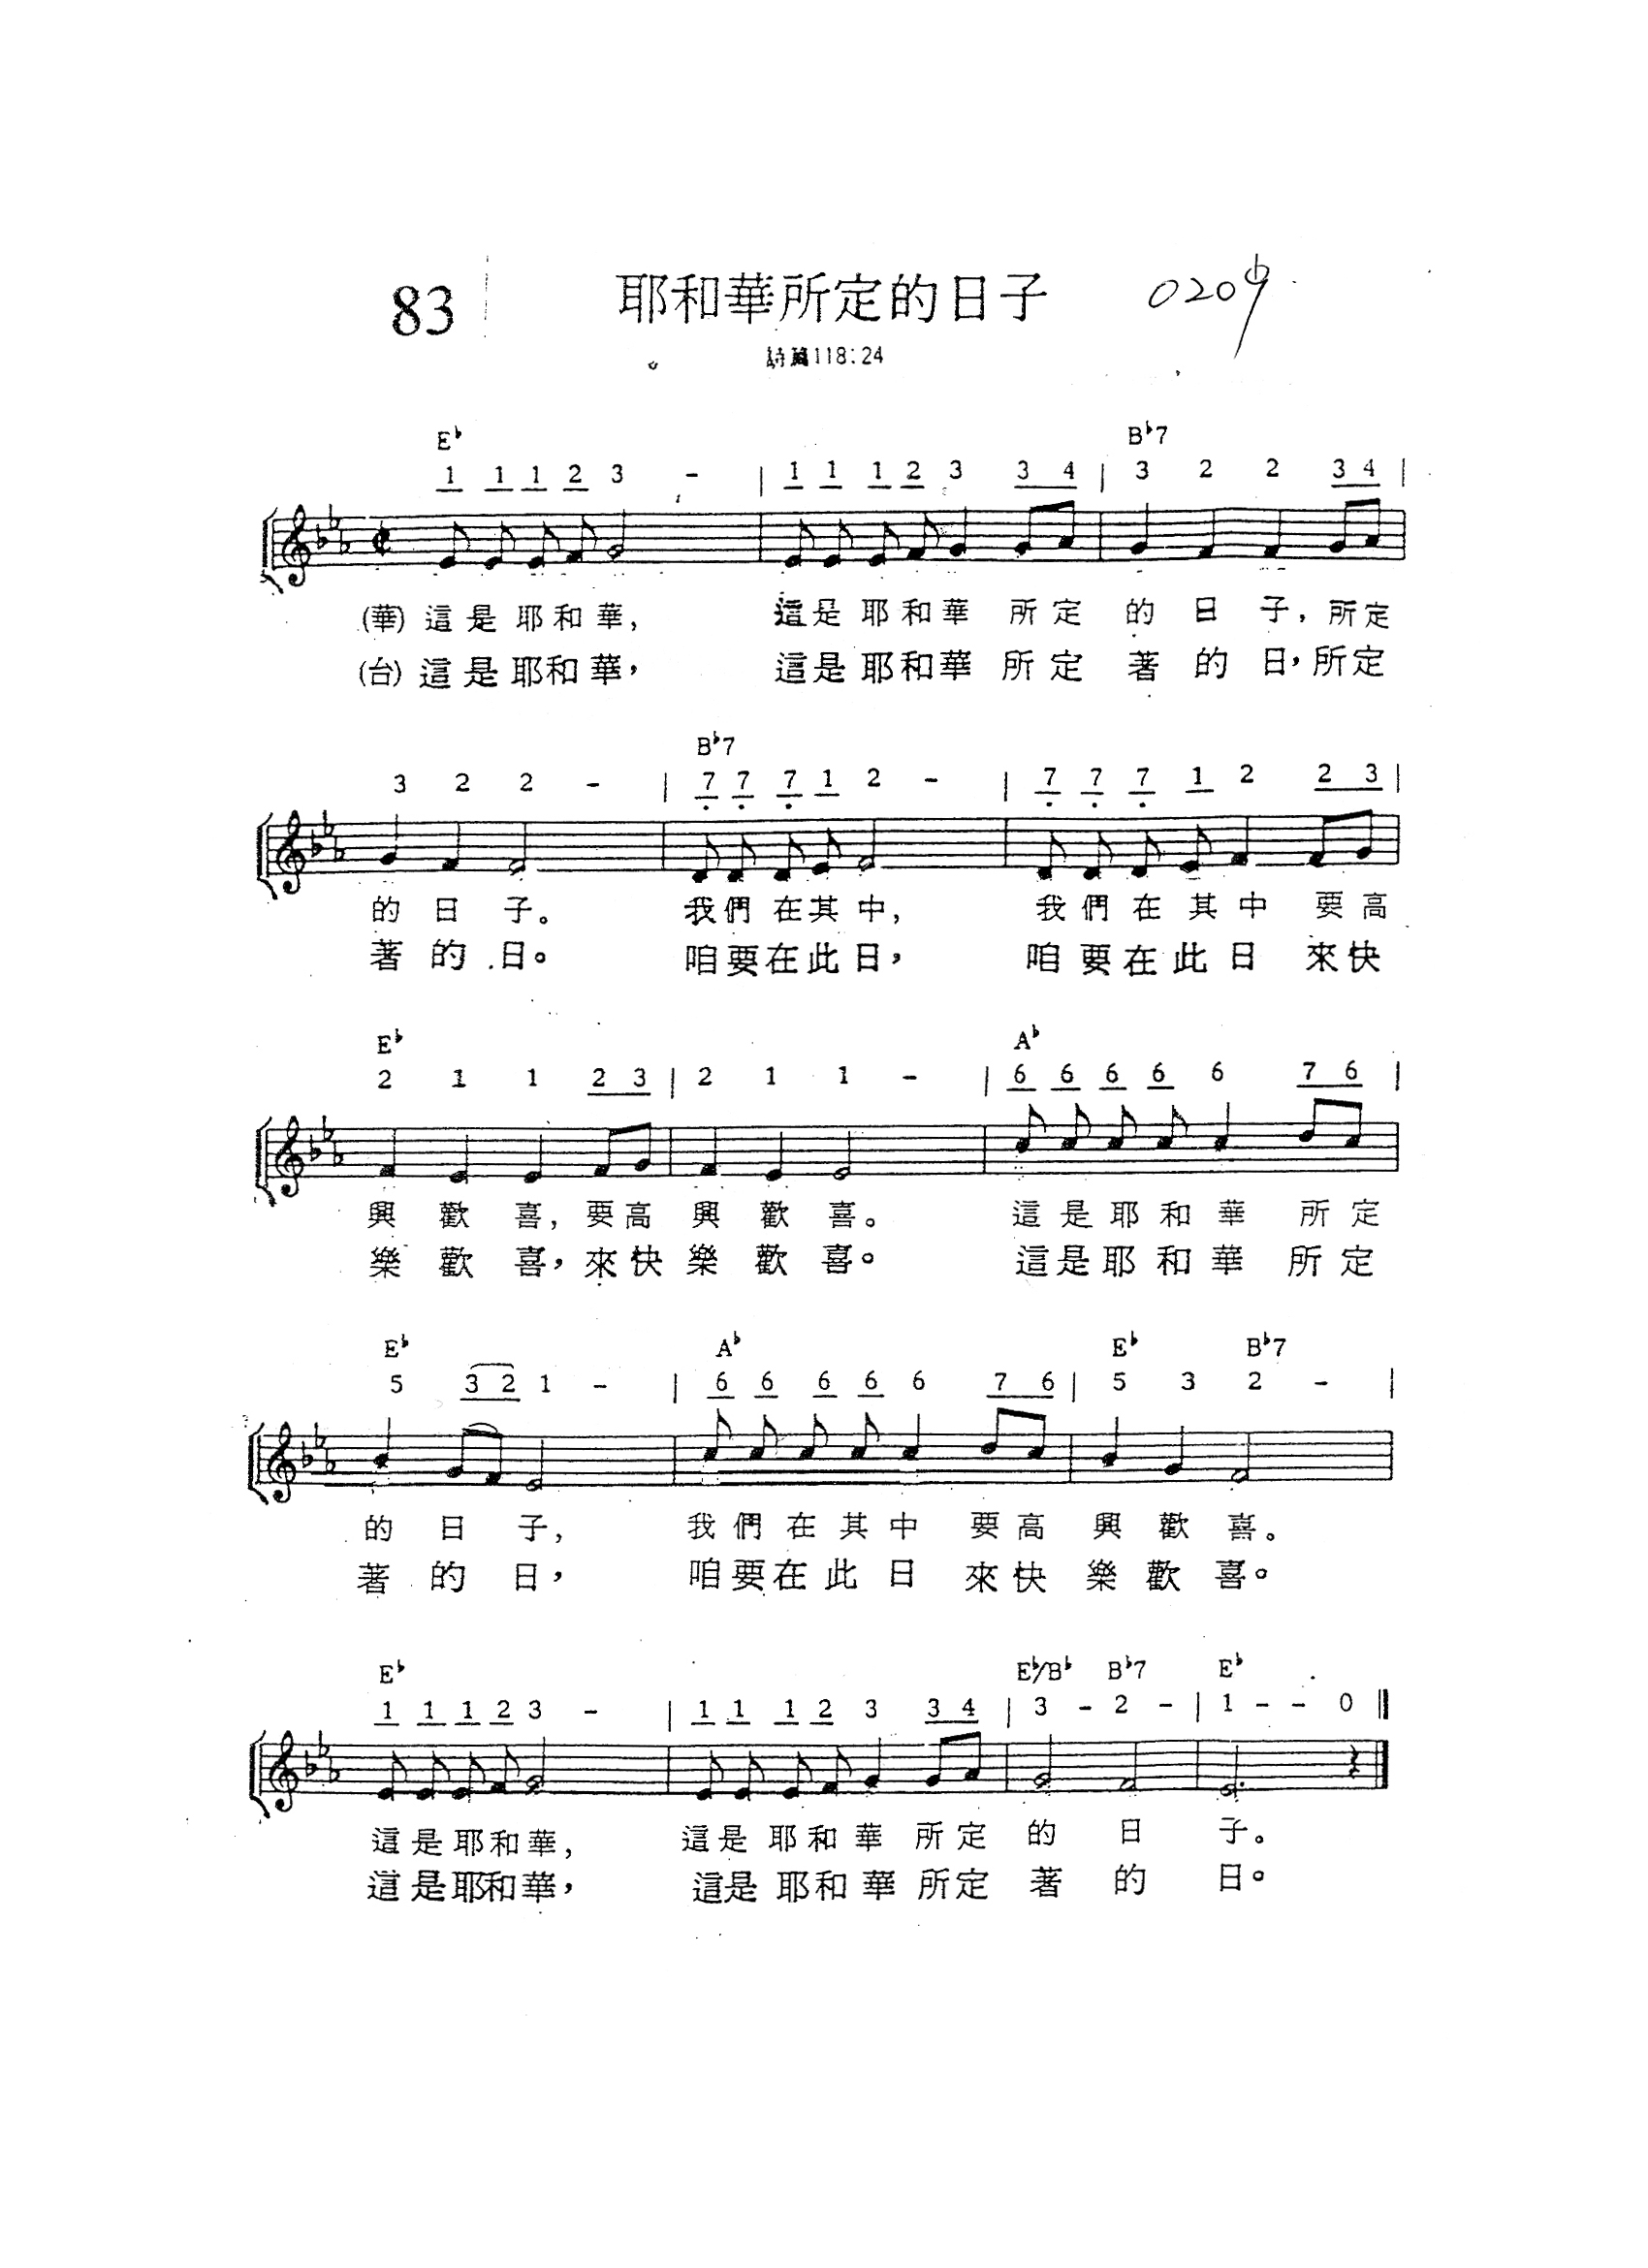 83 耶和華所定的日子 0204
詩篇118:24
E♭ B♭7
1 1 1 2 3 - | 1 1 1 2 3 3 4 | 3 2 2 3 4 |
(華) 這是耶和華, 這是耶和華 所定 的 日 子, 所定
(台) 這是耶和華, 這是耶和華 所定 著 的 日, 所定
B♭7
3 2 2 - | 7 7 7 1 2 - | 7 7 7 1 2 2 3 |
的 日 子。 我們在其中, 我們在其中 要高
著 的 日。 咱要在此日, 咱要在此日 來快
E♭ A♭
2 1 1 2 3 | 2 1 1 - | 6 6 6 6 6 7 6 |
興 歡 喜, 要高 興 歡 喜。 這是耶和華 所定
樂 歡 喜, 來快 樂 歡 喜。 這是耶和華 所定
E♭ A♭ E♭ B♭7
5 3 2 1 - | 6 6 6 6 6 7 6 | 5 3 2 - |
的 日 子, 我們在其中 要高 興 歡 喜。
著 的 日, 咱要在此日 來快 樂 歡 喜。
E♭ E♭/B♭ B♭7 E♭
1 1 1 2 3 - | 1 1 1 2 3 3 4 | 3 - 2 - | 1 - - 0 ‖
這是耶和華, 這是耶和華 所定 的 日 子。
這是耶和華, 這是耶和華 所定 著 的 日。